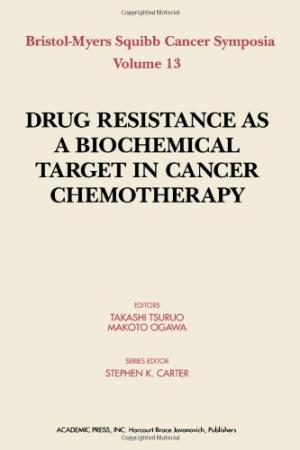 Bristol-Myers Squibb Cancer Symposia
Volume 13
DRUG RESISTANCE AS
A BIOCHEMICAL
TARGET IN CANCER
CHEMOTHERAPY
EDITORS
TAKASHI TSURUO
MAKOTO OGAWA
SERIES EDITOR
STEPHEN K. CARTER
ACADEMIC PRESS, INC. Harcourt Brace Jovanovich, Publishers